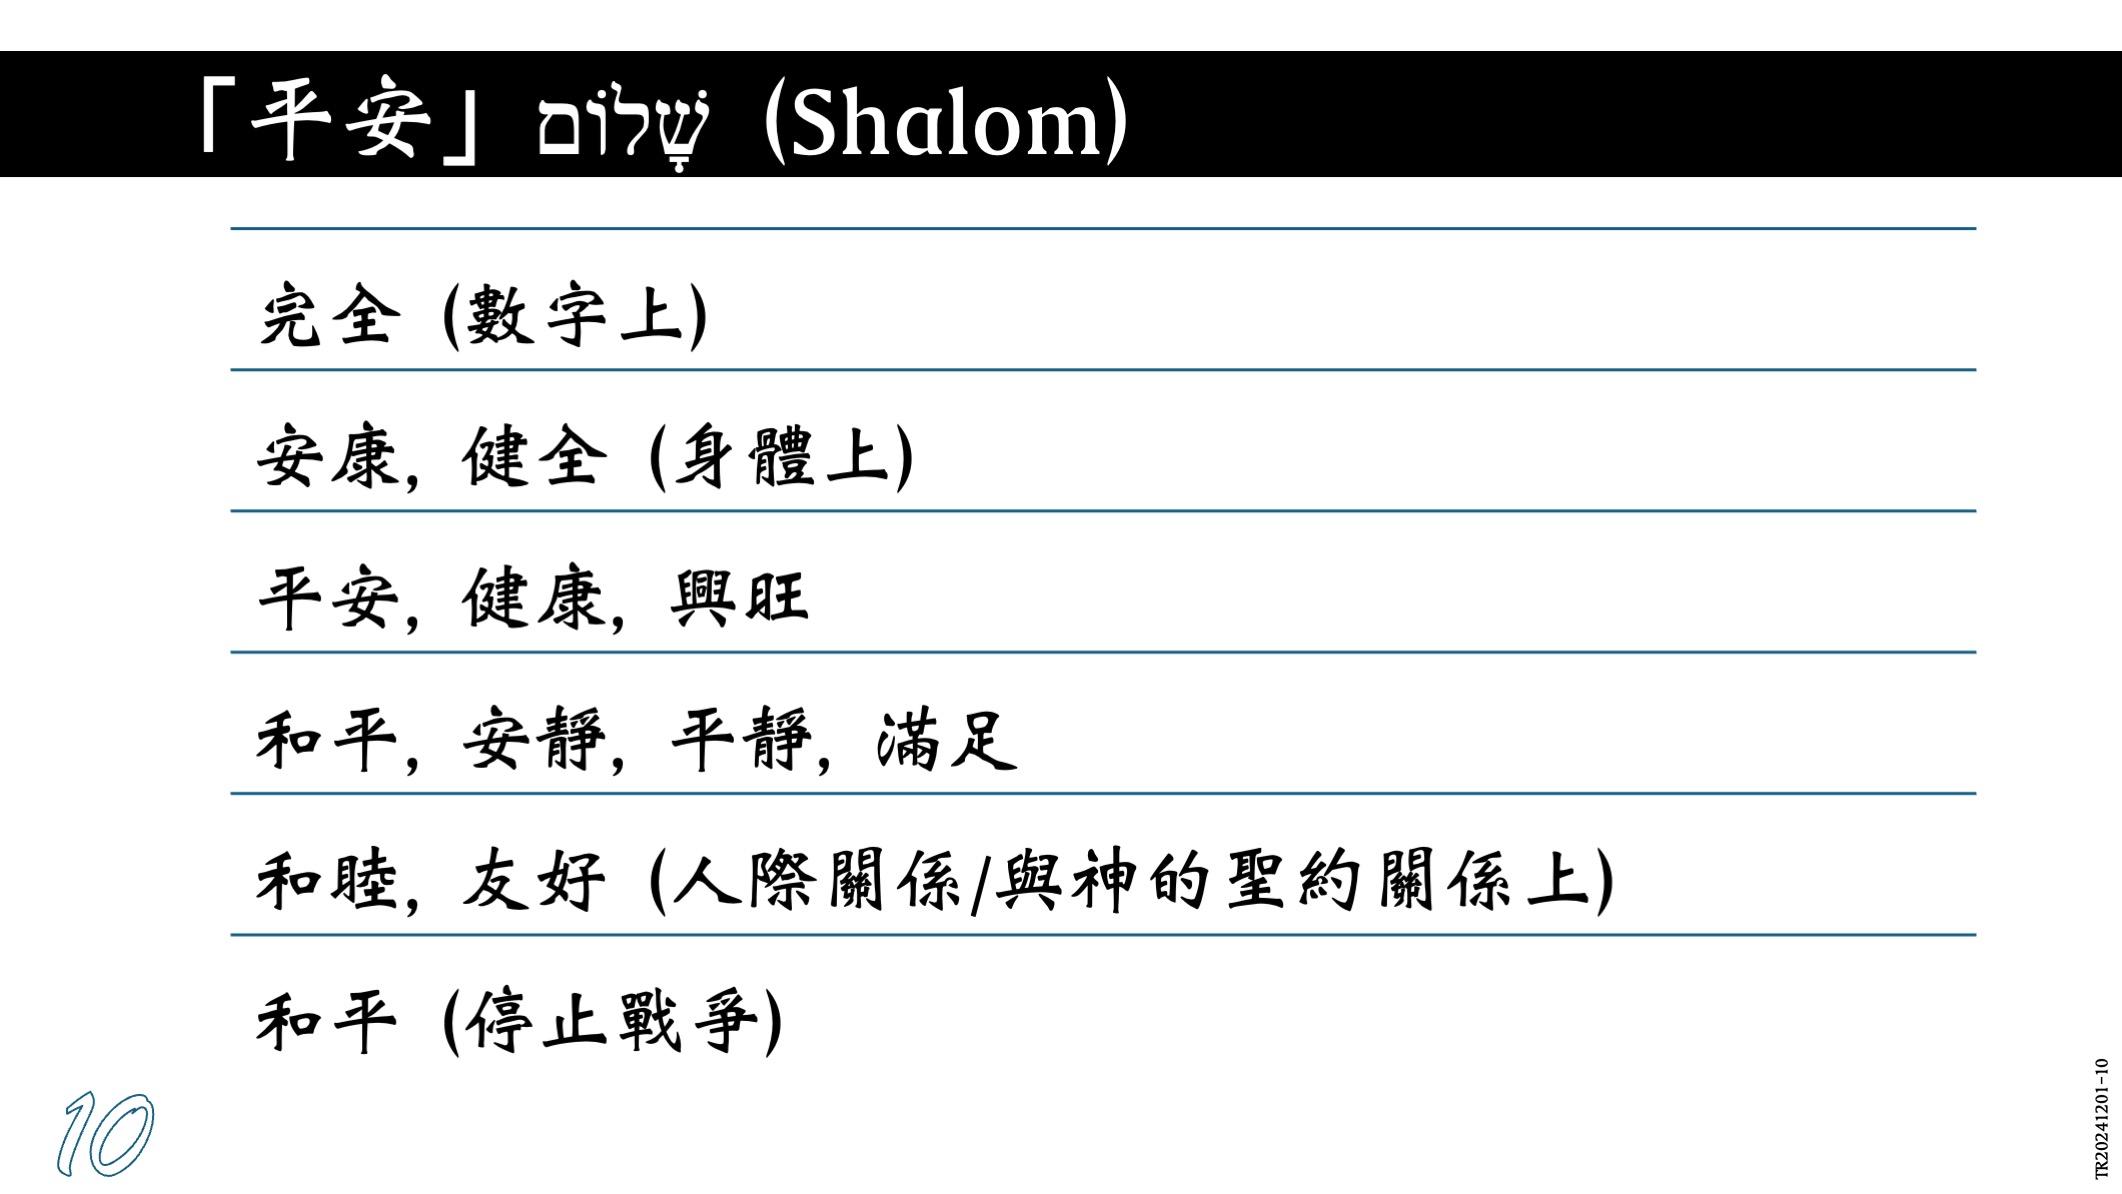 「平安」 שָׁלוֹם (Shalom)
完全 (數字上)
安康, 健全 (身體上)
平安, 健康, 興旺
和平, 安靜, 平靜, 滿足
和睦, 友好 (人際關係/與神的聖約關係上)
和平 (停止戰爭)
10
TR20241201-10